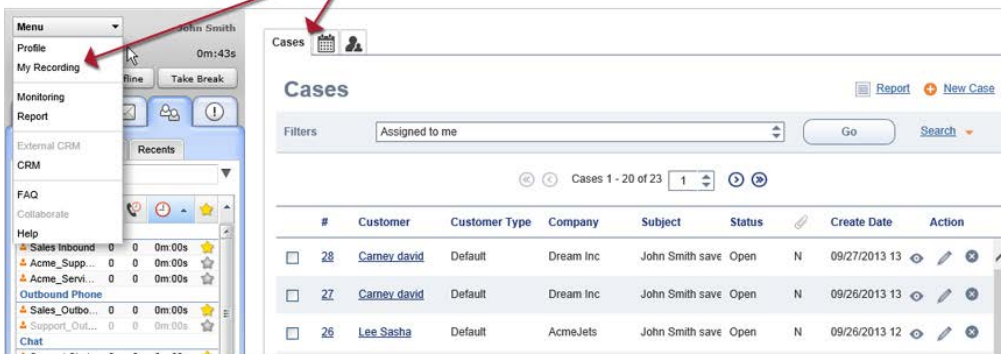 Menu
John Smith
Profile
0m:43s
My Recording
Take Break
Monitoring
Report
External CRM
Recents
CRM
FAQ
Collaborate
Help
Sales Inbound 0 0 0m:00s
Acme_Supp... 0 0 0m:00s
Acme_Servi... 0 0 0m:00s
Outbound Phone
Sales_Outbo... 0 0 0m:00s
Support_Out... 0 0 0m:00s
Chat
Cases
Cases
Report New Case
Filters Assigned to me Go Search
Cases 1 - 20 of 23 1
# Customer Customer Type Company Subject Status Create Date Action
28 Carney david Default Dream Inc John Smith save Open N 09/27/2013 13
27 Carney david Default Dream Inc John Smith save Open N 09/26/2013 13
26 Lee Sasha Default AcmeJets John Smith save Open N 09/26/2013 12